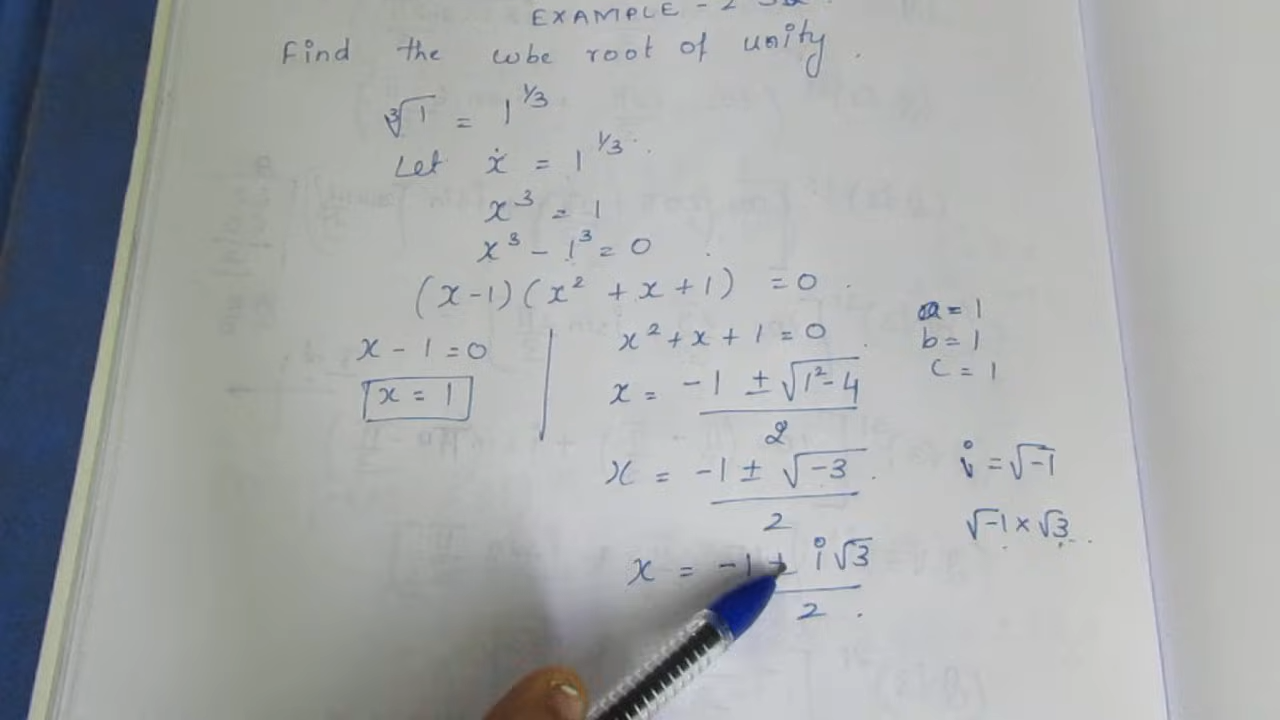 EXAMPLE - 2
Find the cube root of unity.
∛1 = 1^1/3
Let x = 1^1/3.
x³ = 1
x³ - 1³ = 0
(x-1)(x² + x + 1) = 0.
x - 1 = 0
x = 1
x² + x + 1 = 0
x = -1 ± √1² - 4 / 2
x = -1 ± √-3 / 2
x = -1 ± i√3 / 2.
a = 1
b = 1
c = 1
i = √-1
√-1 × √3..